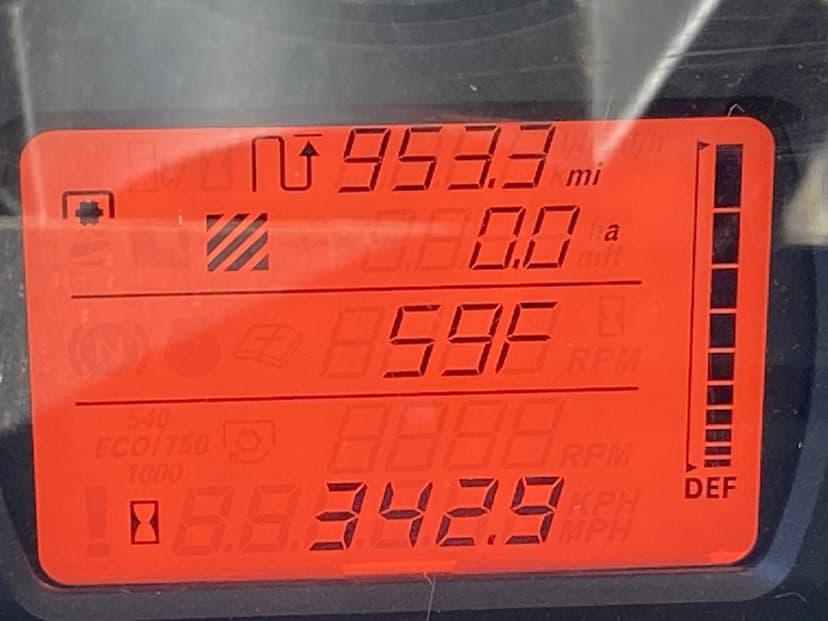 953.3 mi
0.0 a
59F
N
RPM
540
ECO/750
1000
RPM
342.9
KPH
MPH
DEF